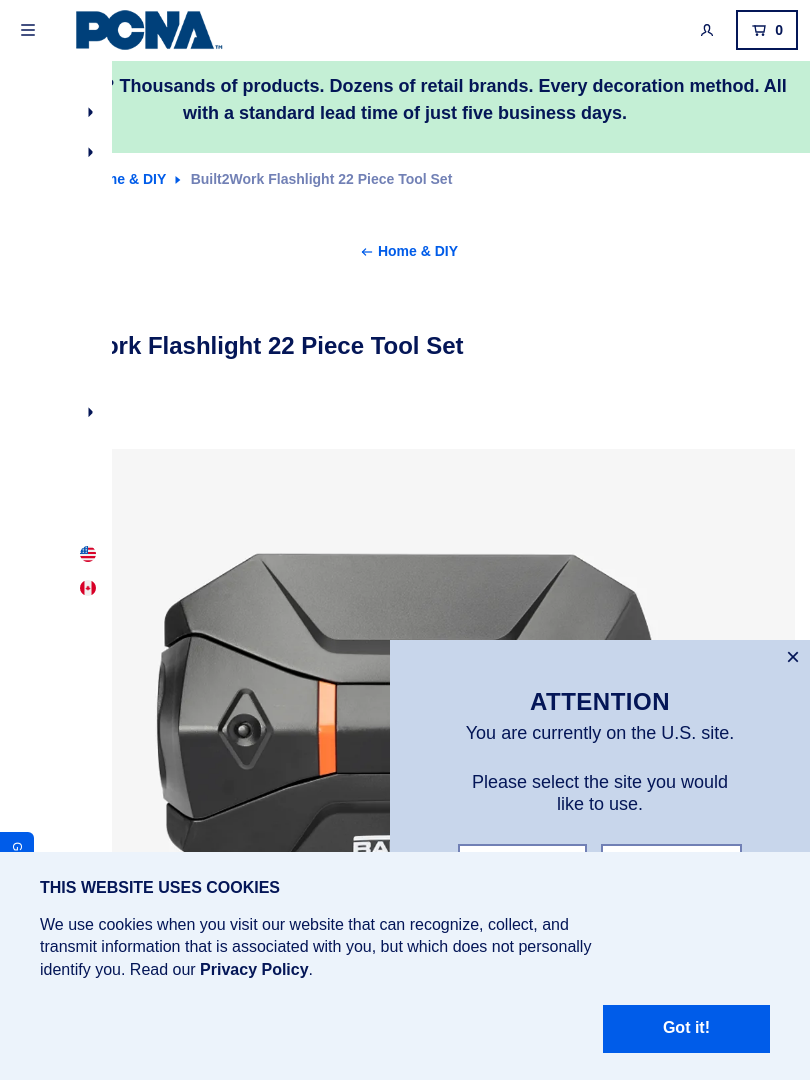 PCNA™
0
? Thousands of products. Dozens of retail brands. Every decoration method. All
with a standard lead time of just five business days.
& DIY
Built2Work Flashlight 22 Piece Tool Set
Home & DIY
Flashlight 22 Piece Tool Set
ATTENTION
You are currently on the U.S. site.
Please select the site you would
like to use.
G
THIS WEBSITE USES COOKIES
We use cookies when you visit our website that can recognize, collect, and
transmit information that is associated with you, but which does not personally
identify you. Read our Privacy Policy.
Got it!